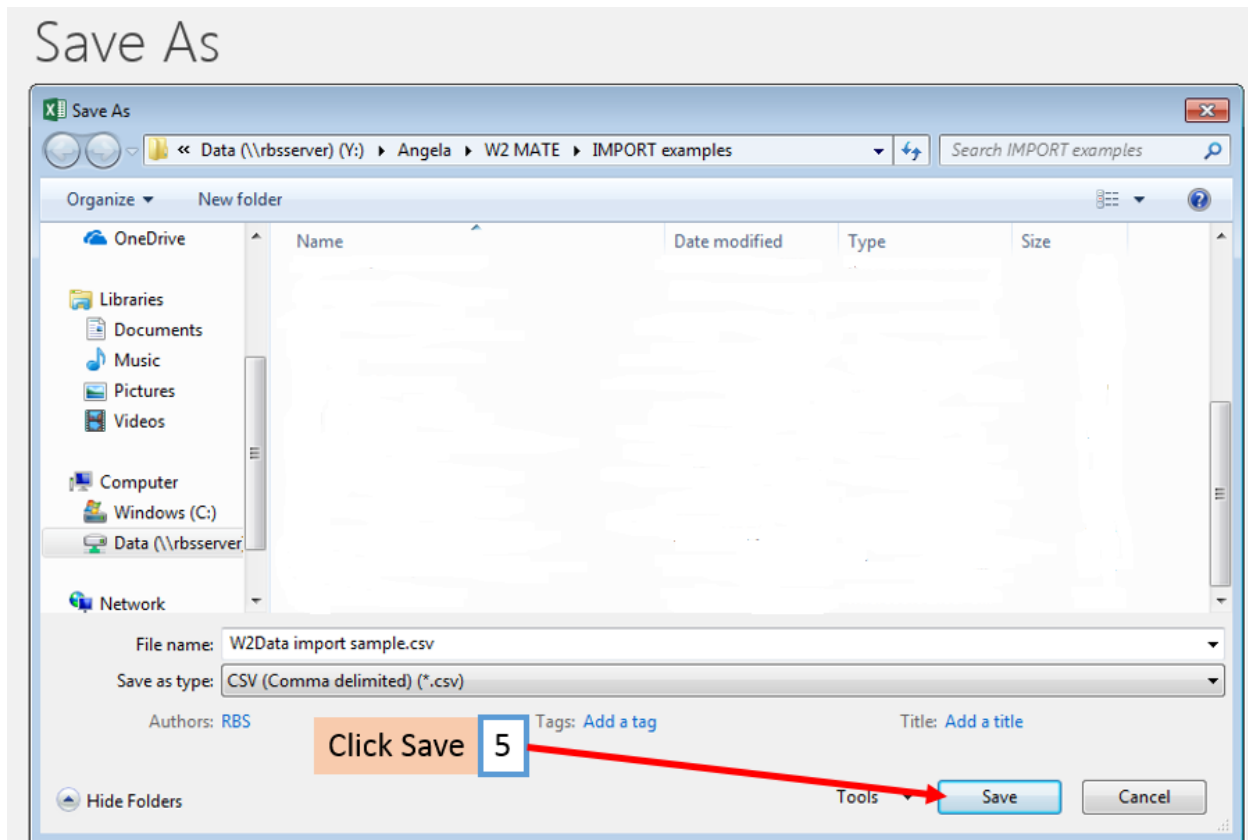 Save As
Save As
« Data (\\rbsserver) (Y:) ▸ Angela ▸ W2 MATE ▸ IMPORT examples
Search IMPORT examples
Organize
New folder
OneDrive
Name
Date modified
Type
Size
Libraries
Documents
Music
Pictures
Videos
Computer
Windows (C:)
Data (\\rbsserver)
Network
File name: W2Data import sample.csv
Save as type: CSV (Comma delimited) (*.csv)
Authors: RBS
Tags: Add a tag
Title: Add a title
Click Save 5
Hide Folders
Tools
Save
Cancel